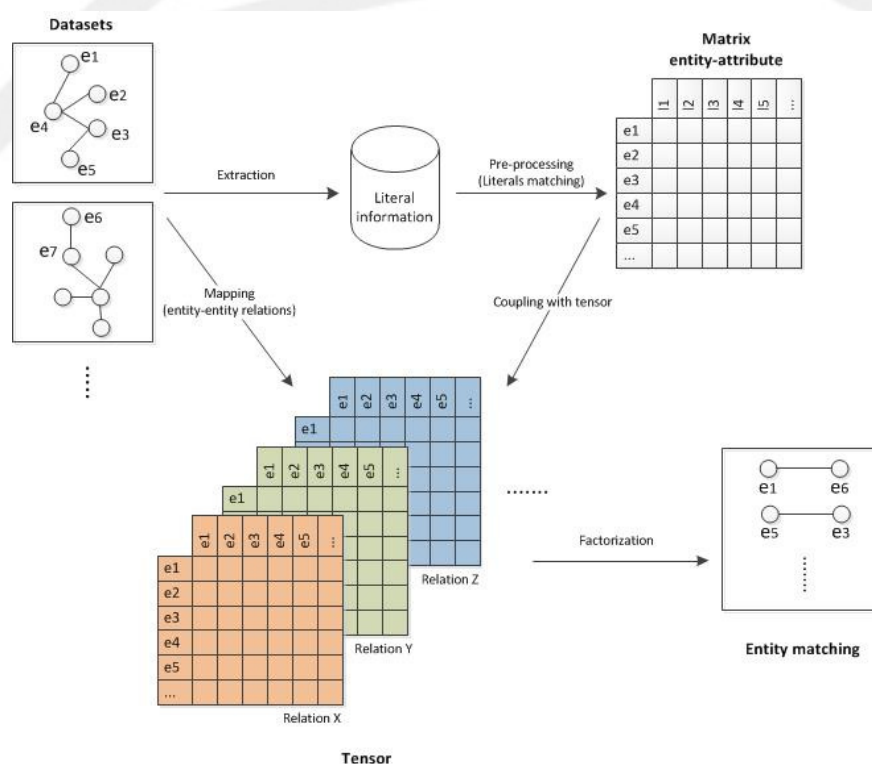 Datasets
e1
e2
e4
e3
e5
e6
e7
Extraction
Literal
information
Pre-processing
(Literals matching)
Matrix
entity-attribute
l1 l2 l3 l4 l5 ...
e1
e2
e3
e4
e5
...
Mapping
(entity-entity relations)
Coupling with tensor
e1 e2 e3 e4 e5 ...
e1
Relation Z
e1 e2 e3 e4 e5 ...
e1
Relation Y
e1 e2 e3 e4 e5 ...
e1
e2
e3
e4
e5
...
Relation X
Tensor
.......
Factorization
e1 e6
e5 e3
Entity matching